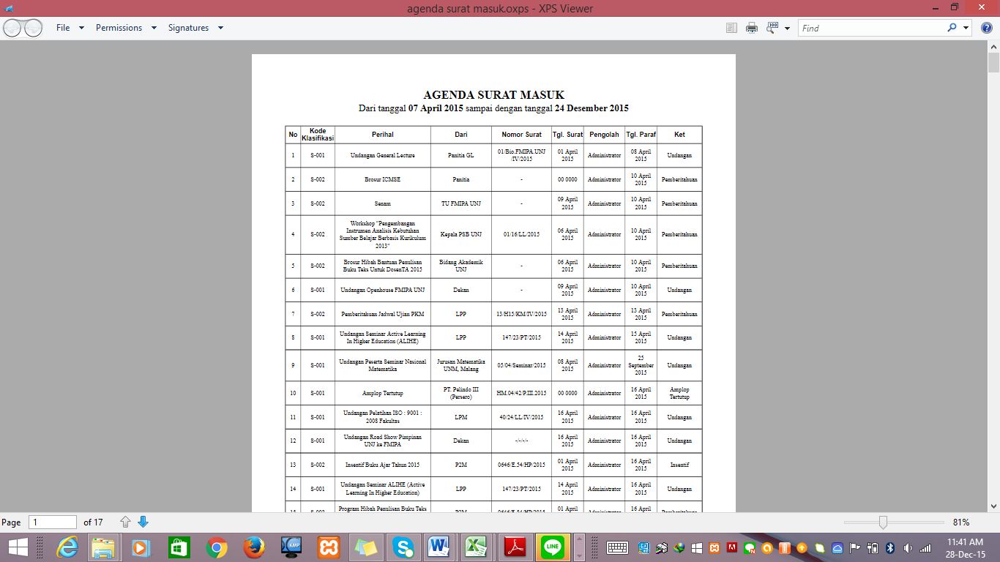 agenda surat masuk.oxps - XPS Viewer
File Permissions Signatures Find
AGENDA SURAT MASUK
Dari tanggal 07 April 2015 sampai dengan tanggal 24 Desember 2015
No Kode Klasifikasi Perihal Dari Nomor Surat Tgl. Surat Pengolah Tgl. Paraf Ket
1 S-001 Undangan General Lecture Panitia GL 01/Bio.FMIPA.UNJ /IV/2015 01 April 2015 Administrator 08 April 2015 Undangan
2 S-002 Brosur ICMSE Panitia - 00 0000 Administrator 10 April 2015 Pemberitahuan
3 S-002 Senam TU FMIPA UNJ - 09 April 2015 Administrator 10 April 2015 Pemberitahuan
4 S-002 Workshop "Pengembangan Instrumen Analisis Kebutuhan Sumber Belajar Berbasis Kurikulum 2013" Kepala PSB UNJ 01/16/LL/2015 06 April 2015 Administrator 10 April 2015 Pemberitahuan
5 S-002 Brosur Hibah Bantuan Penulisan Buku Teks Untuk DosenTA 2015 Bidang Akademik UNJ - 06 April 2015 Administrator 10 April 2015 Pemberitahuan
6 S-001 Undangan Openhouse FMIPA UNJ Dekan - 09 April 2015 Administrator 10 April 2015 Undangan
7 S-002 Pemberitahuan Jadwal Ujian PKM LPP 13/H15/KM/IV/2015 13 April 2015 Administrator 13 April 2015 Pemberitahuan
8 S-001 Undangan Seminar Active Learning In Higher Education (ALIHE) LPP 147/23/PT/2015 14 April 2015 Administrator 15 April 2015 Undangan
9 S-001 Undangan Peserta Seminar Nasional Matematika Jurusan Matematika UNM, Malang 05/04/Seminar/2015 08 April 2015 Administrator 25 September 2015 Undangan
10 S-001 Amplop Tertutup PT. Pelindo III (Persero) HM.04/42/P.III.2015 00 0000 Administrator 16 April 2015 Amplop Tertutup
11 S-001 Undangan Pelatihan ISO : 9001 : 2008 Fakultas LPM 40/24/LL/IV/2015 16 April 2015 Administrator 16 April 2015 Undangan
12 S-001 Undangan Road Show Pimpinan UNJ ke FMIPA Dekan -/-/-/- 16 April 2015 Administrator 16 April 2015 Undangan
13 S-002 Insentif Buku Ajar Tahun 2015 P2M 0646/E.54/HP/2015 01 April 2015 Administrator 16 April 2015 Insentif
14 S-001 Undangan Seminar ALIHE (Active Learning In Higher Education) LPP 147/23/PT/2015 14 April 2015 Administrator 16 April 2015 Undangan
Program Hibah Penulisan Buku Teks 01 April 16 April
Page 1 of 17 81%
11:41 AM
28-Dec-15